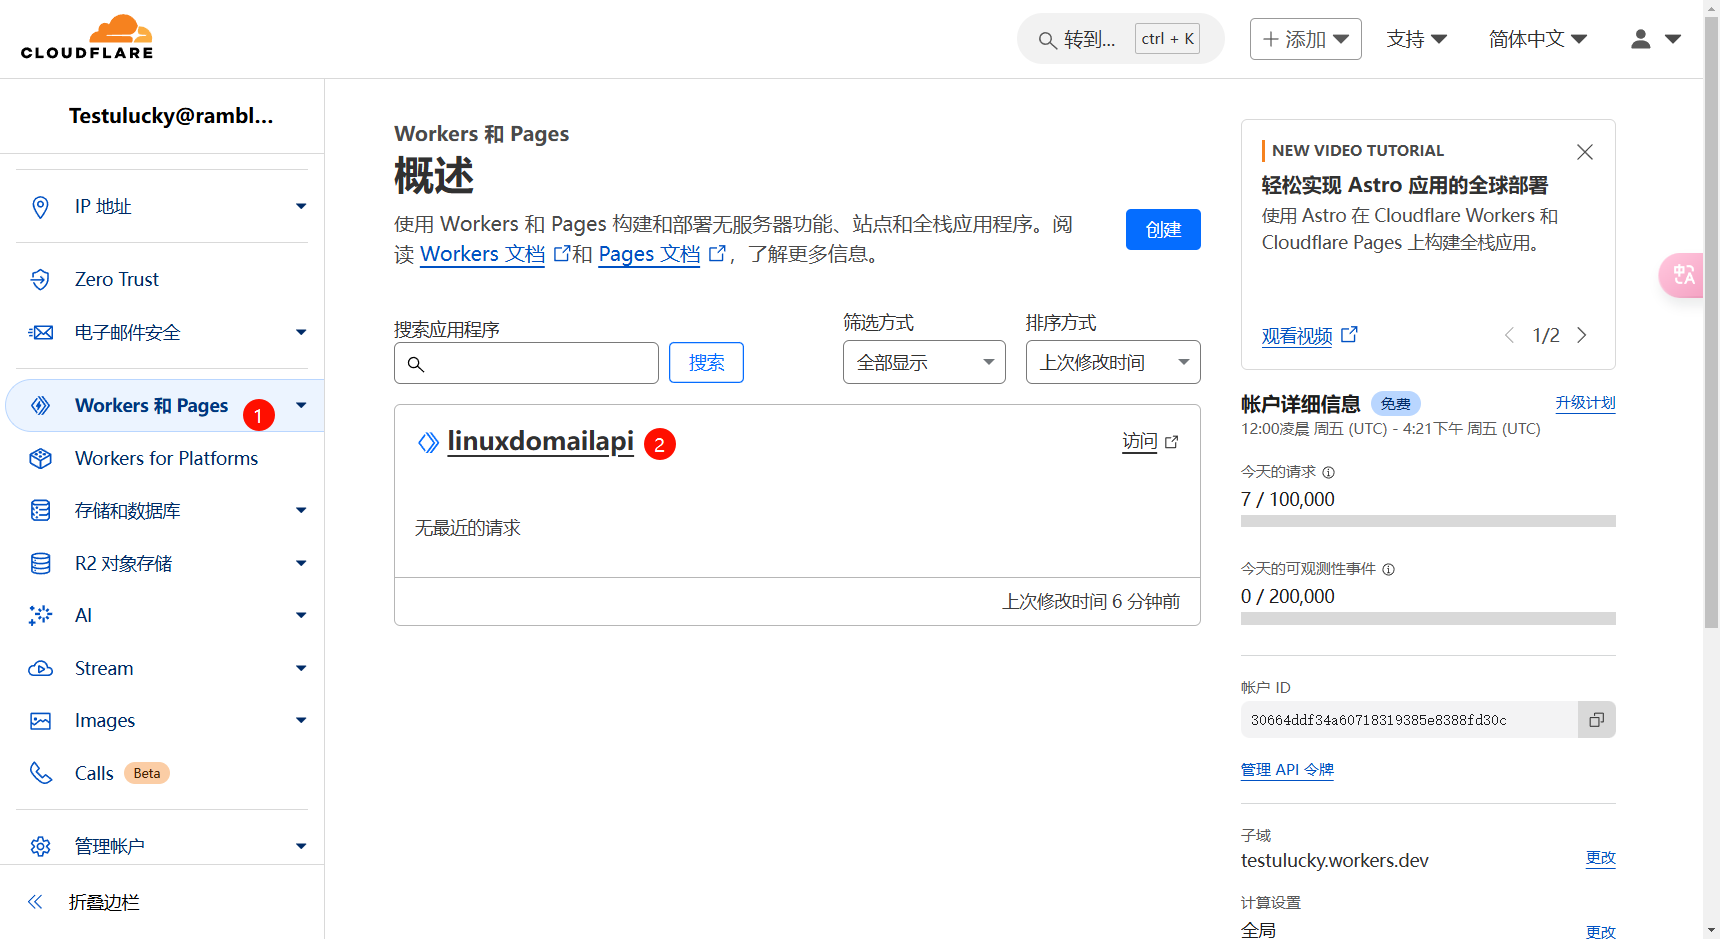 CLOUDFLARE
转到...
ctrl + K
添加
支持
简体中文
Testulucky@rambl...
IP 地址
Zero Trust
电子邮件安全
Workers 和 Pages
1
Workers for Platforms
存储和数据库
R2 对象存储
AI
Stream
Images
Calls
Beta
管理帐户
折叠边栏
Workers 和 Pages
概述
使用 Workers 和 Pages 构建和部署无服务器功能、站点和全栈应用程序。阅
读 Workers 文档 和 Pages 文档 ，了解更多信息。
创建
搜索应用程序
搜索
筛选方式
全部显示
排序方式
上次修改时间
linuxdomailapi
2
访问
无最近的请求
上次修改时间 6 分钟前
NEW VIDEO TUTORIAL
轻松实现 Astro 应用的全球部署
使用 Astro 在 Cloudflare Workers 和
Cloudflare Pages 上构建全栈应用。
观看视频
1/2
中A
帐户详细信息
免费
升级计划
12:00凌晨 周五 (UTC) - 4:21下午 周五 (UTC)
今天的请求
7 / 100,000
今天的可观测性事件
0 / 200,000
帐户 ID
30664ddf34a60718319385e8388fd30c
管理 API 令牌
子域
testulucky.workers.dev
更改
计算设置
全局
更改